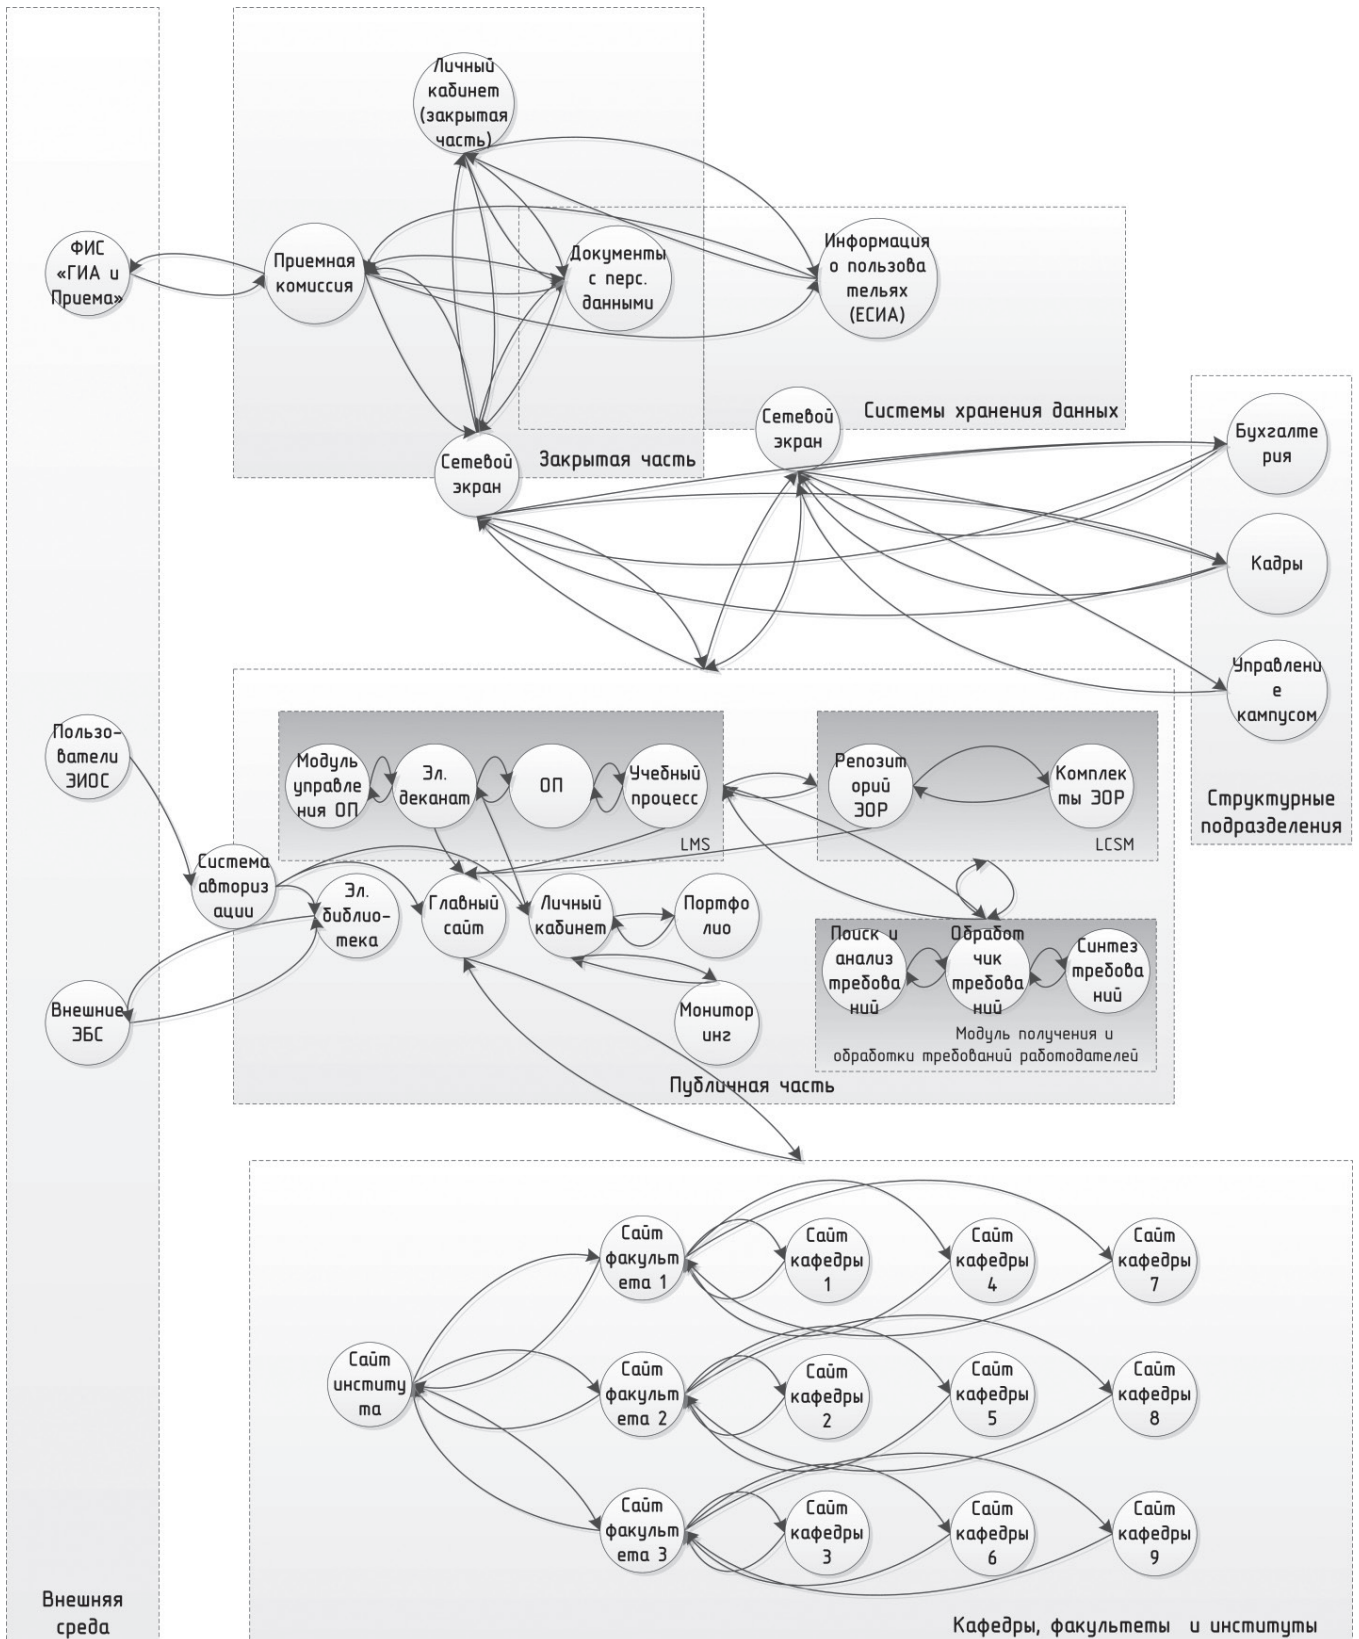 Личный
кабинет
(закрытая
часть)
ФИС
«ГИА и
Приема»
Приемная
комиссия
Документы
с перс.
данными
Информация
о пользова
тельях
(ЕСИА)
Системы хранения данных
Сетевой
экран
Закрытая часть
Сетевой
экран
Бухгалте
рия
Кадры
Управлени
е
кампусом
Структурные
подразделения
Пользо-
ватели
ЭИОС
Модуль
управле
ния ОП
Эл.
деканат
ОП
Учебный
процесс
LMS
Репозит
орий
ЭОР
Комплек
ты ЭОР
LCSM
Система
авториз
ации
Эл.
библио-
тека
Главный
сайт
Личный
кабинет
Портфо
лио
Монитор
инг
Внешние
ЭБС
Поиск и
анализ
требова
ний
Обработ
чик
требова
ний
Синтез
требова
ний
Модуль получения и
обработки требований работодателей
Публичная часть
Сайт
институ
та
Сайт
факульт
ета 1
Сайт
кафедры
1
Сайт
кафедры
4
Сайт
кафедры
7
Сайт
факульт
ета 2
Сайт
кафедры
2
Сайт
кафедры
5
Сайт
кафедры
8
Сайт
факульт
ета 3
Сайт
кафедры
3
Сайт
кафедры
6
Сайт
кафедры
9
Внешняя
среда
Кафедры, факультеты и институты